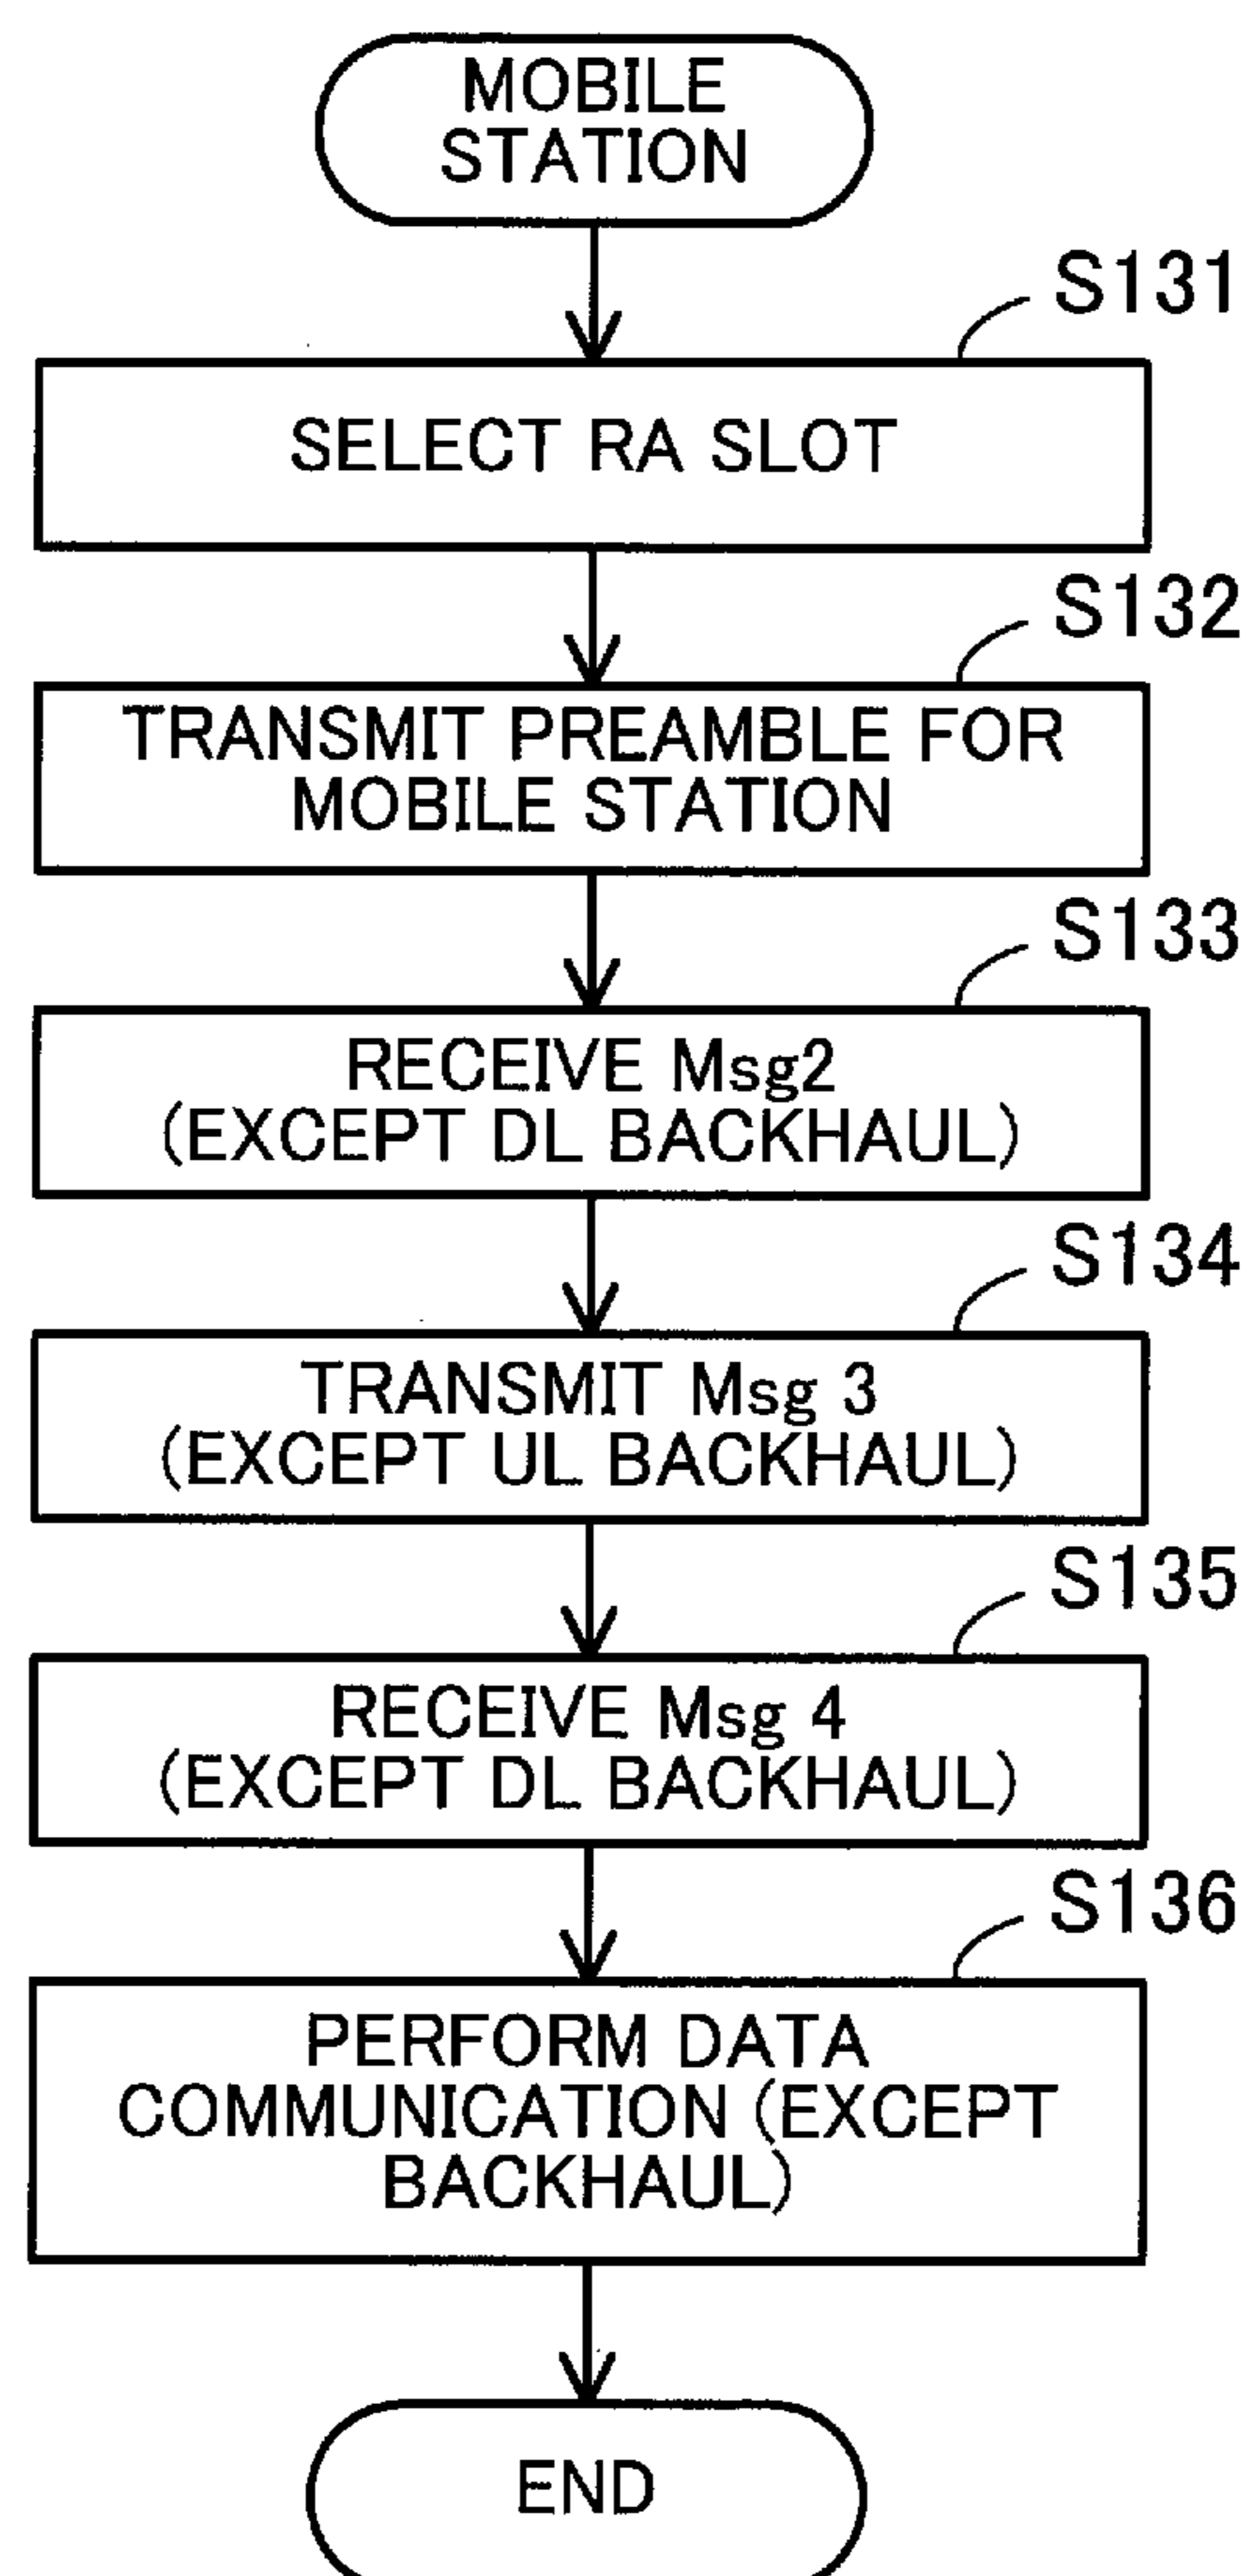 MOBILE
STATION
S131
SELECT RA SLOT
S132
TRANSMIT PREAMBLE FOR
MOBILE STATION
S133
RECEIVE Msg2
(EXCEPT DL BACKHAUL)
S134
TRANSMIT Msg 3
(EXCEPT UL BACKHAUL)
S135
RECEIVE Msg 4
(EXCEPT DL BACKHAUL)
S136
PERFORM DATA
COMMUNICATION (EXCEPT
BACKHAUL)
END